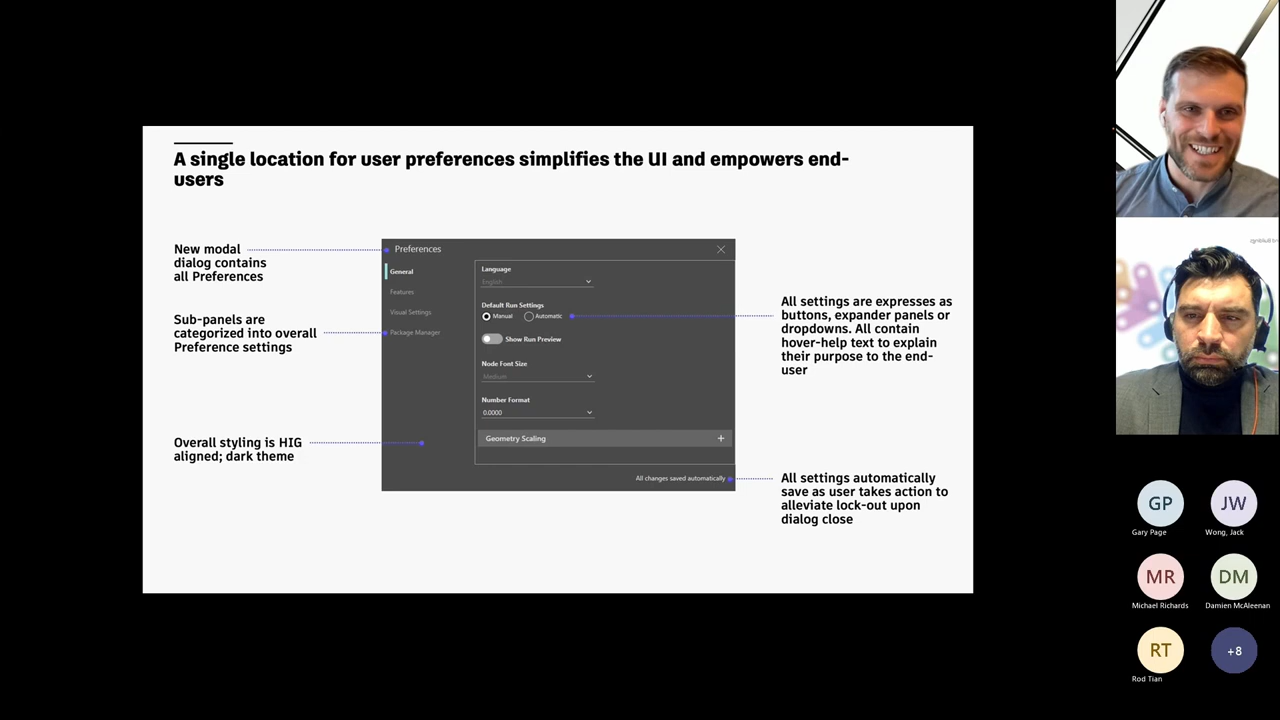 A single location for user preferences simplifies the UI and empowers end-
users
New modal
dialog contains
all Preferences
Sub-panels are
categorized into overall
Preference settings
Overall styling is HIG
aligned; dark theme
Preferences
General
Features
Visual Settings
Package Manager
Language
English
Default Run Settings
Manual
Automatic
Show Run Preview
Node Font Size
Medium
Number Format
0.0000
Geometry Scaling
All changes saved automatically
All settings are expresses as
buttons, expander panels or
dropdowns. All contain
hover-help text to explain
their purpose to the end-
user
All settings automatically
save as user takes action to
alleviate lock-out upon
dialog close
GP
Gary Page
JW
Wong, Jack
MR
Michael Richards
DM
Damien McAleenan
RT
Rod Tian
+8